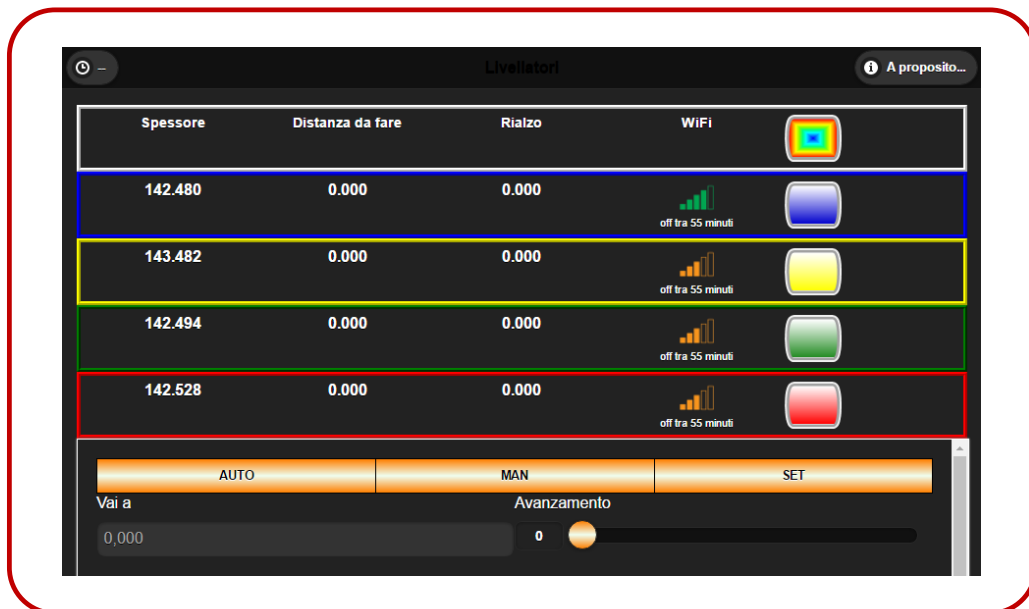 – Livellatori A proposito...
Spessore Distanza da fare Rialzo WiFi
142.480 0.000 0.000
off tra 55 minuti
143.482 0.000 0.000
off tra 55 minuti
142.494 0.000 0.000
off tra 55 minuti
142.528 0.000 0.000
off tra 55 minuti
AUTO MAN SET
Vai a Avanzamento
0,000 0